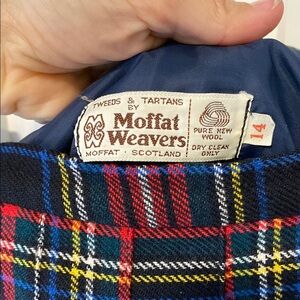 TWEEDS & TARTANS
BY
Moffat
Weavers
MOFFAT · SCOTLAND
PURE NEW
WOOL
DRY CLEAN
ONLY
14